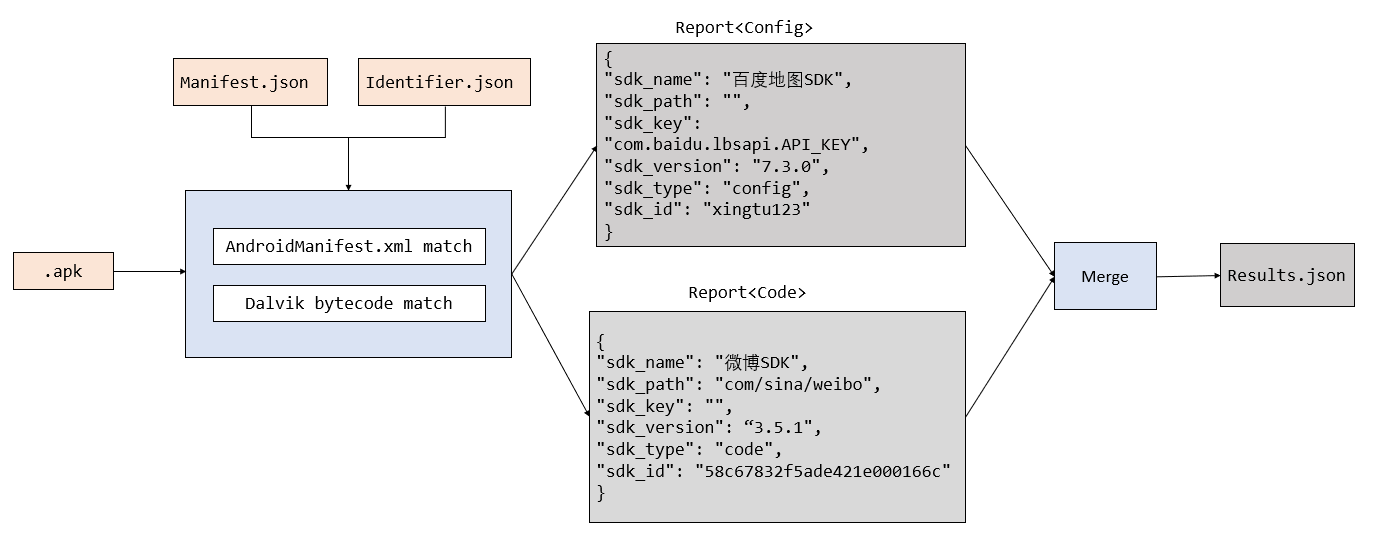 Report<Config>
Manifest.json
Identifier.json
{
"sdk_name": "百度地图SDK",
"sdk_path": "",
"sdk_key":
"com.baidu.lbsapi.API_KEY",
"sdk_version": "7.3.0",
"sdk_type": "config",
"sdk_id": "xingtu123"
}
.apk
AndroidManifest.xml match
Dalvik bytecode match
Report<Code>
{
"sdk_name": "微博SDK",
"sdk_path": "com/sina/weibo",
"sdk_key": "",
"sdk_version": “3.5.1",
"sdk_type": "code",
"sdk_id": "58c67832f5ade421e000166c"
}
Merge
Results.json